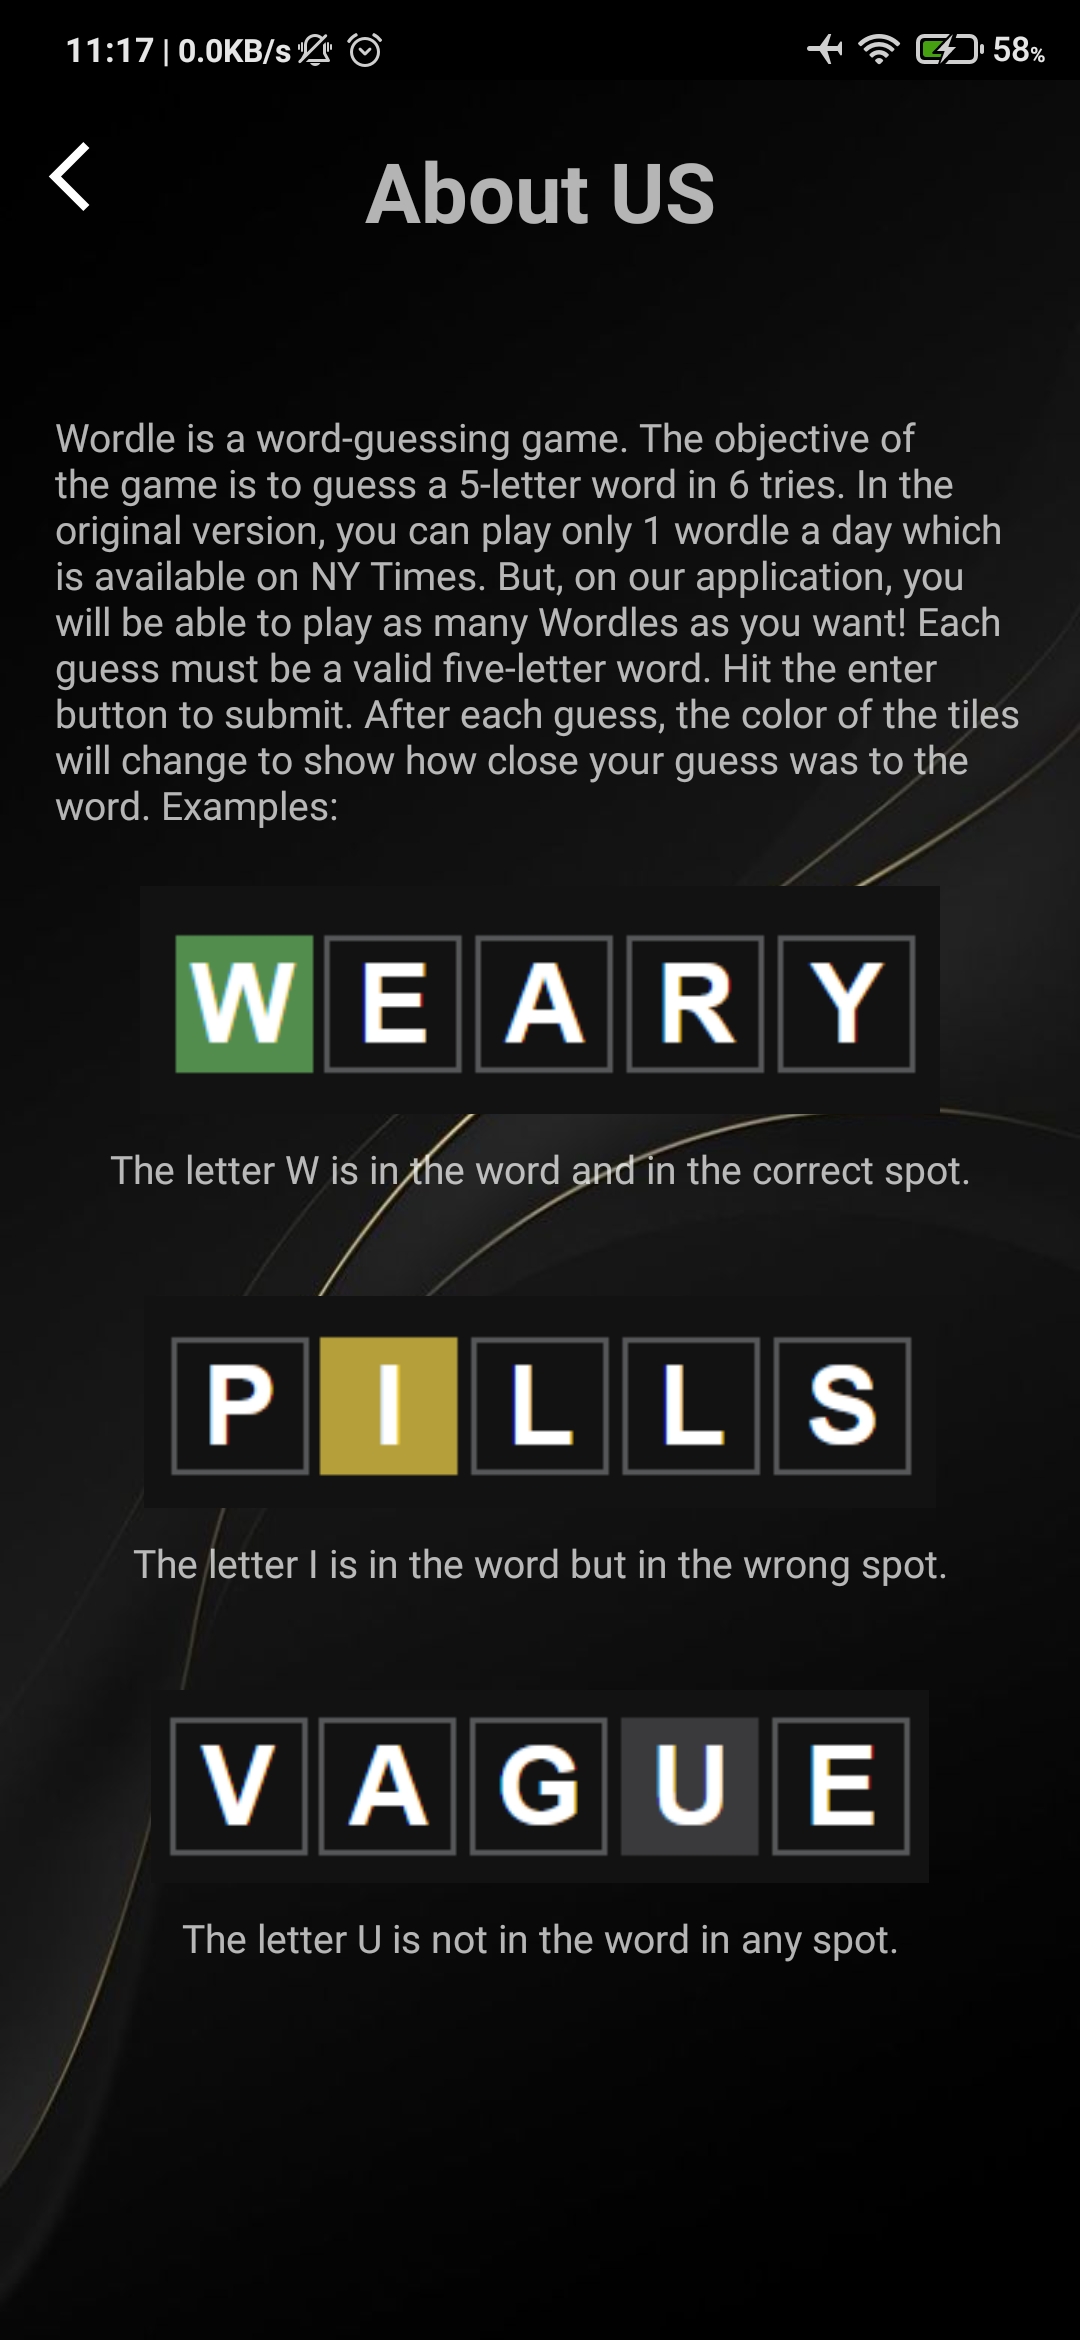 11:17 | 0.0KB/s
58%
About US
Wordle is a word-guessing game. The objective of
the game is to guess a 5-letter word in 6 tries. In the
original version, you can play only 1 wordle a day which
is available on NY Times. But, on our application, you
will be able to play as many Wordles as you want! Each
guess must be a valid five-letter word. Hit the enter
button to submit. After each guess, the color of the tiles
will change to show how close your guess was to the
word. Examples:
W E A R Y
The letter W is in the word and in the correct spot.
P I L L S
The letter I is in the word but in the wrong spot.
V A G U E
The letter U is not in the word in any spot.